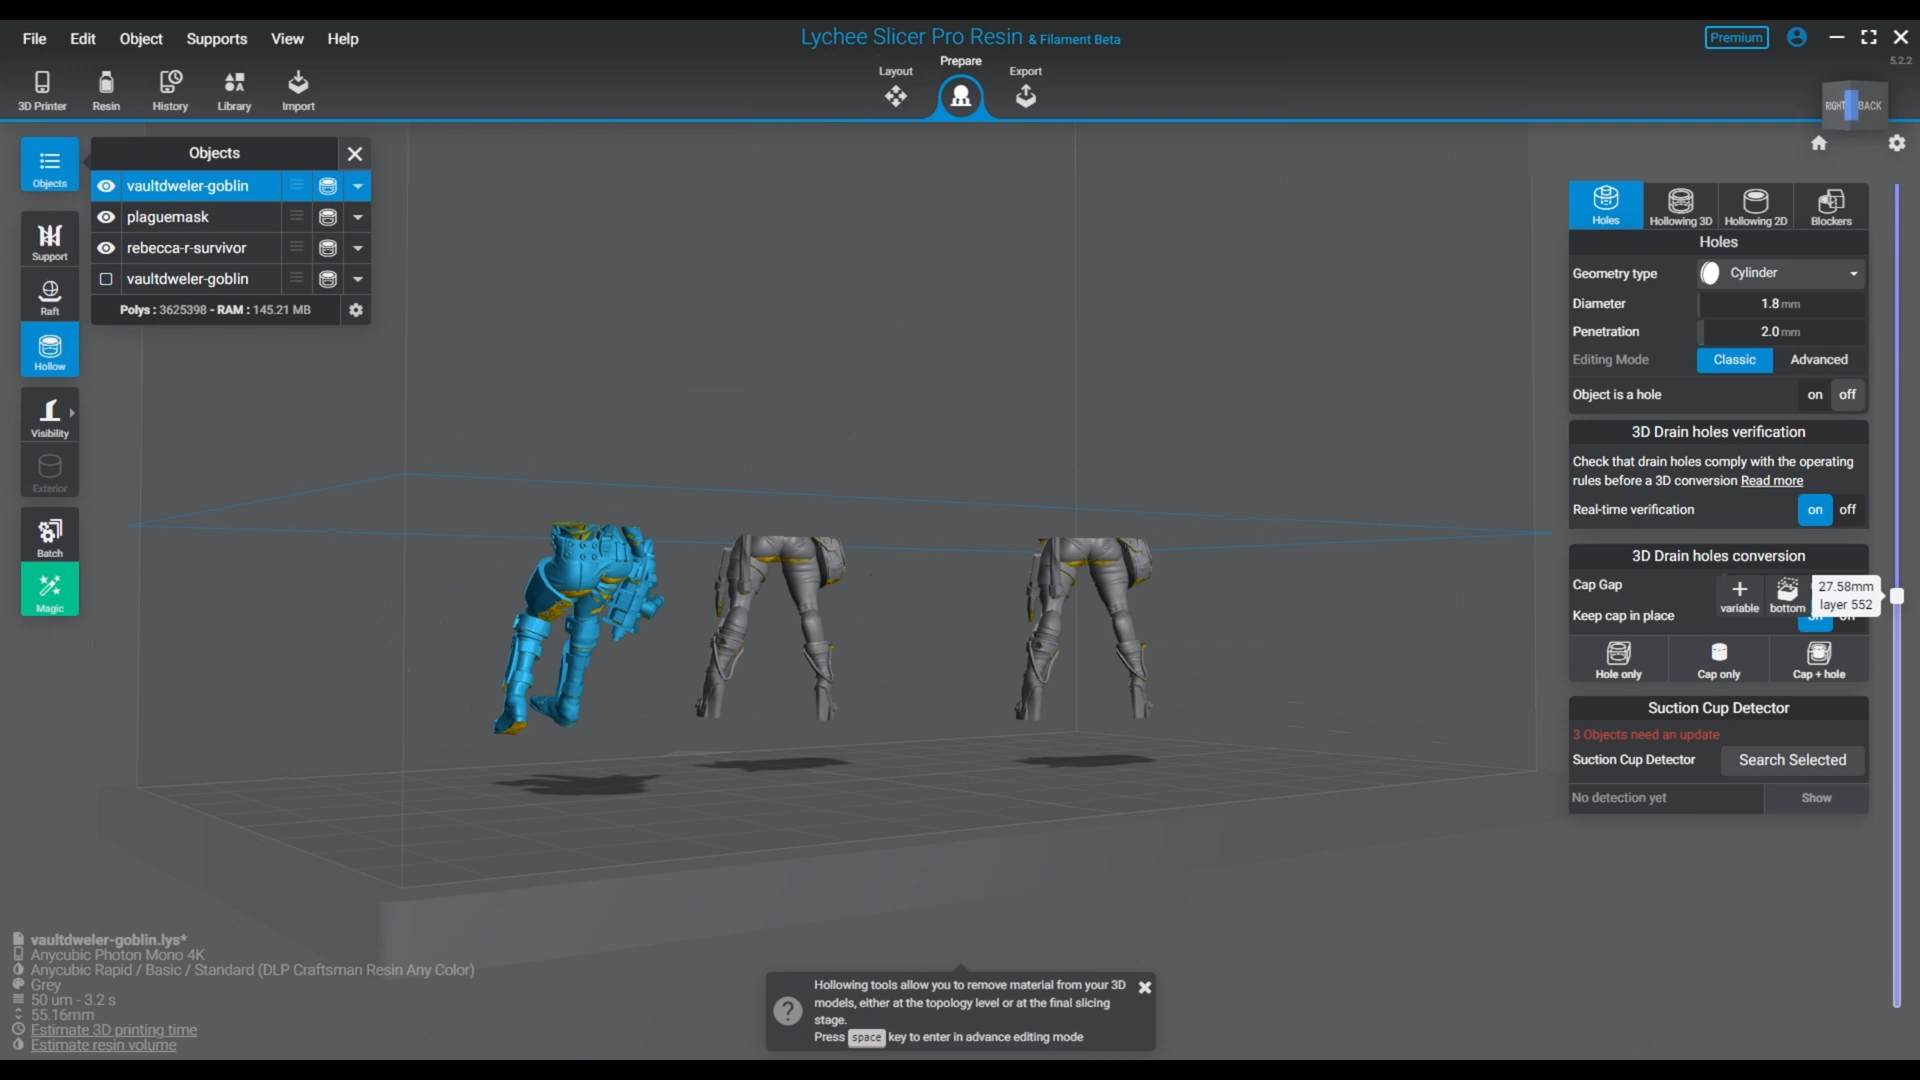 File Edit Object Supports View Help
Lychee Slicer Pro Resin & Filament Beta
Premium
5.2.2
3D Printer Resin History Library Import
Layout Prepare Export
RIGHT BACK
Objects
Support
Raft
Hollow
Visibility
Exterior
Batch
Magic
Objects
vaultdweler-goblin
plaguemask
rebecca-r-survivor
vaultdweler-goblin
Polys : 3625398 - RAM : 145.21 MB
Holes Hollowing 3D Hollowing 2D Blockers
Holes
Geometry type Cylinder
Diameter 1.8 mm
Penetration 2.0 mm
Editing Mode Classic Advanced
Object is a hole on off
3D Drain holes verification
Check that drain holes comply with the operating
rules before a 3D conversion Read more
Real-time verification on off
3D Drain holes conversion
Cap Gap
variable bottom
27.58mm
layer 552
Keep cap in place
Hole only Cap only Cap + hole
Suction Cup Detector
3 Objects need an update
Suction Cup Detector Search Selected
No detection yet Show
vaultdweler-goblin.lys*
Anycubic Photon Mono 4K
Anycubic Rapid / Basic / Standard (DLP Craftsman Resin Any Color)
Grey
50 um - 3.2 s
55.16mm
Estimate 3D printing time
Estimate resin volume
?
Hollowing tools allow you to remove material from your 3D
models, either at the topology level or at the final slicing
stage.
Press space key to enter in advance editing mode